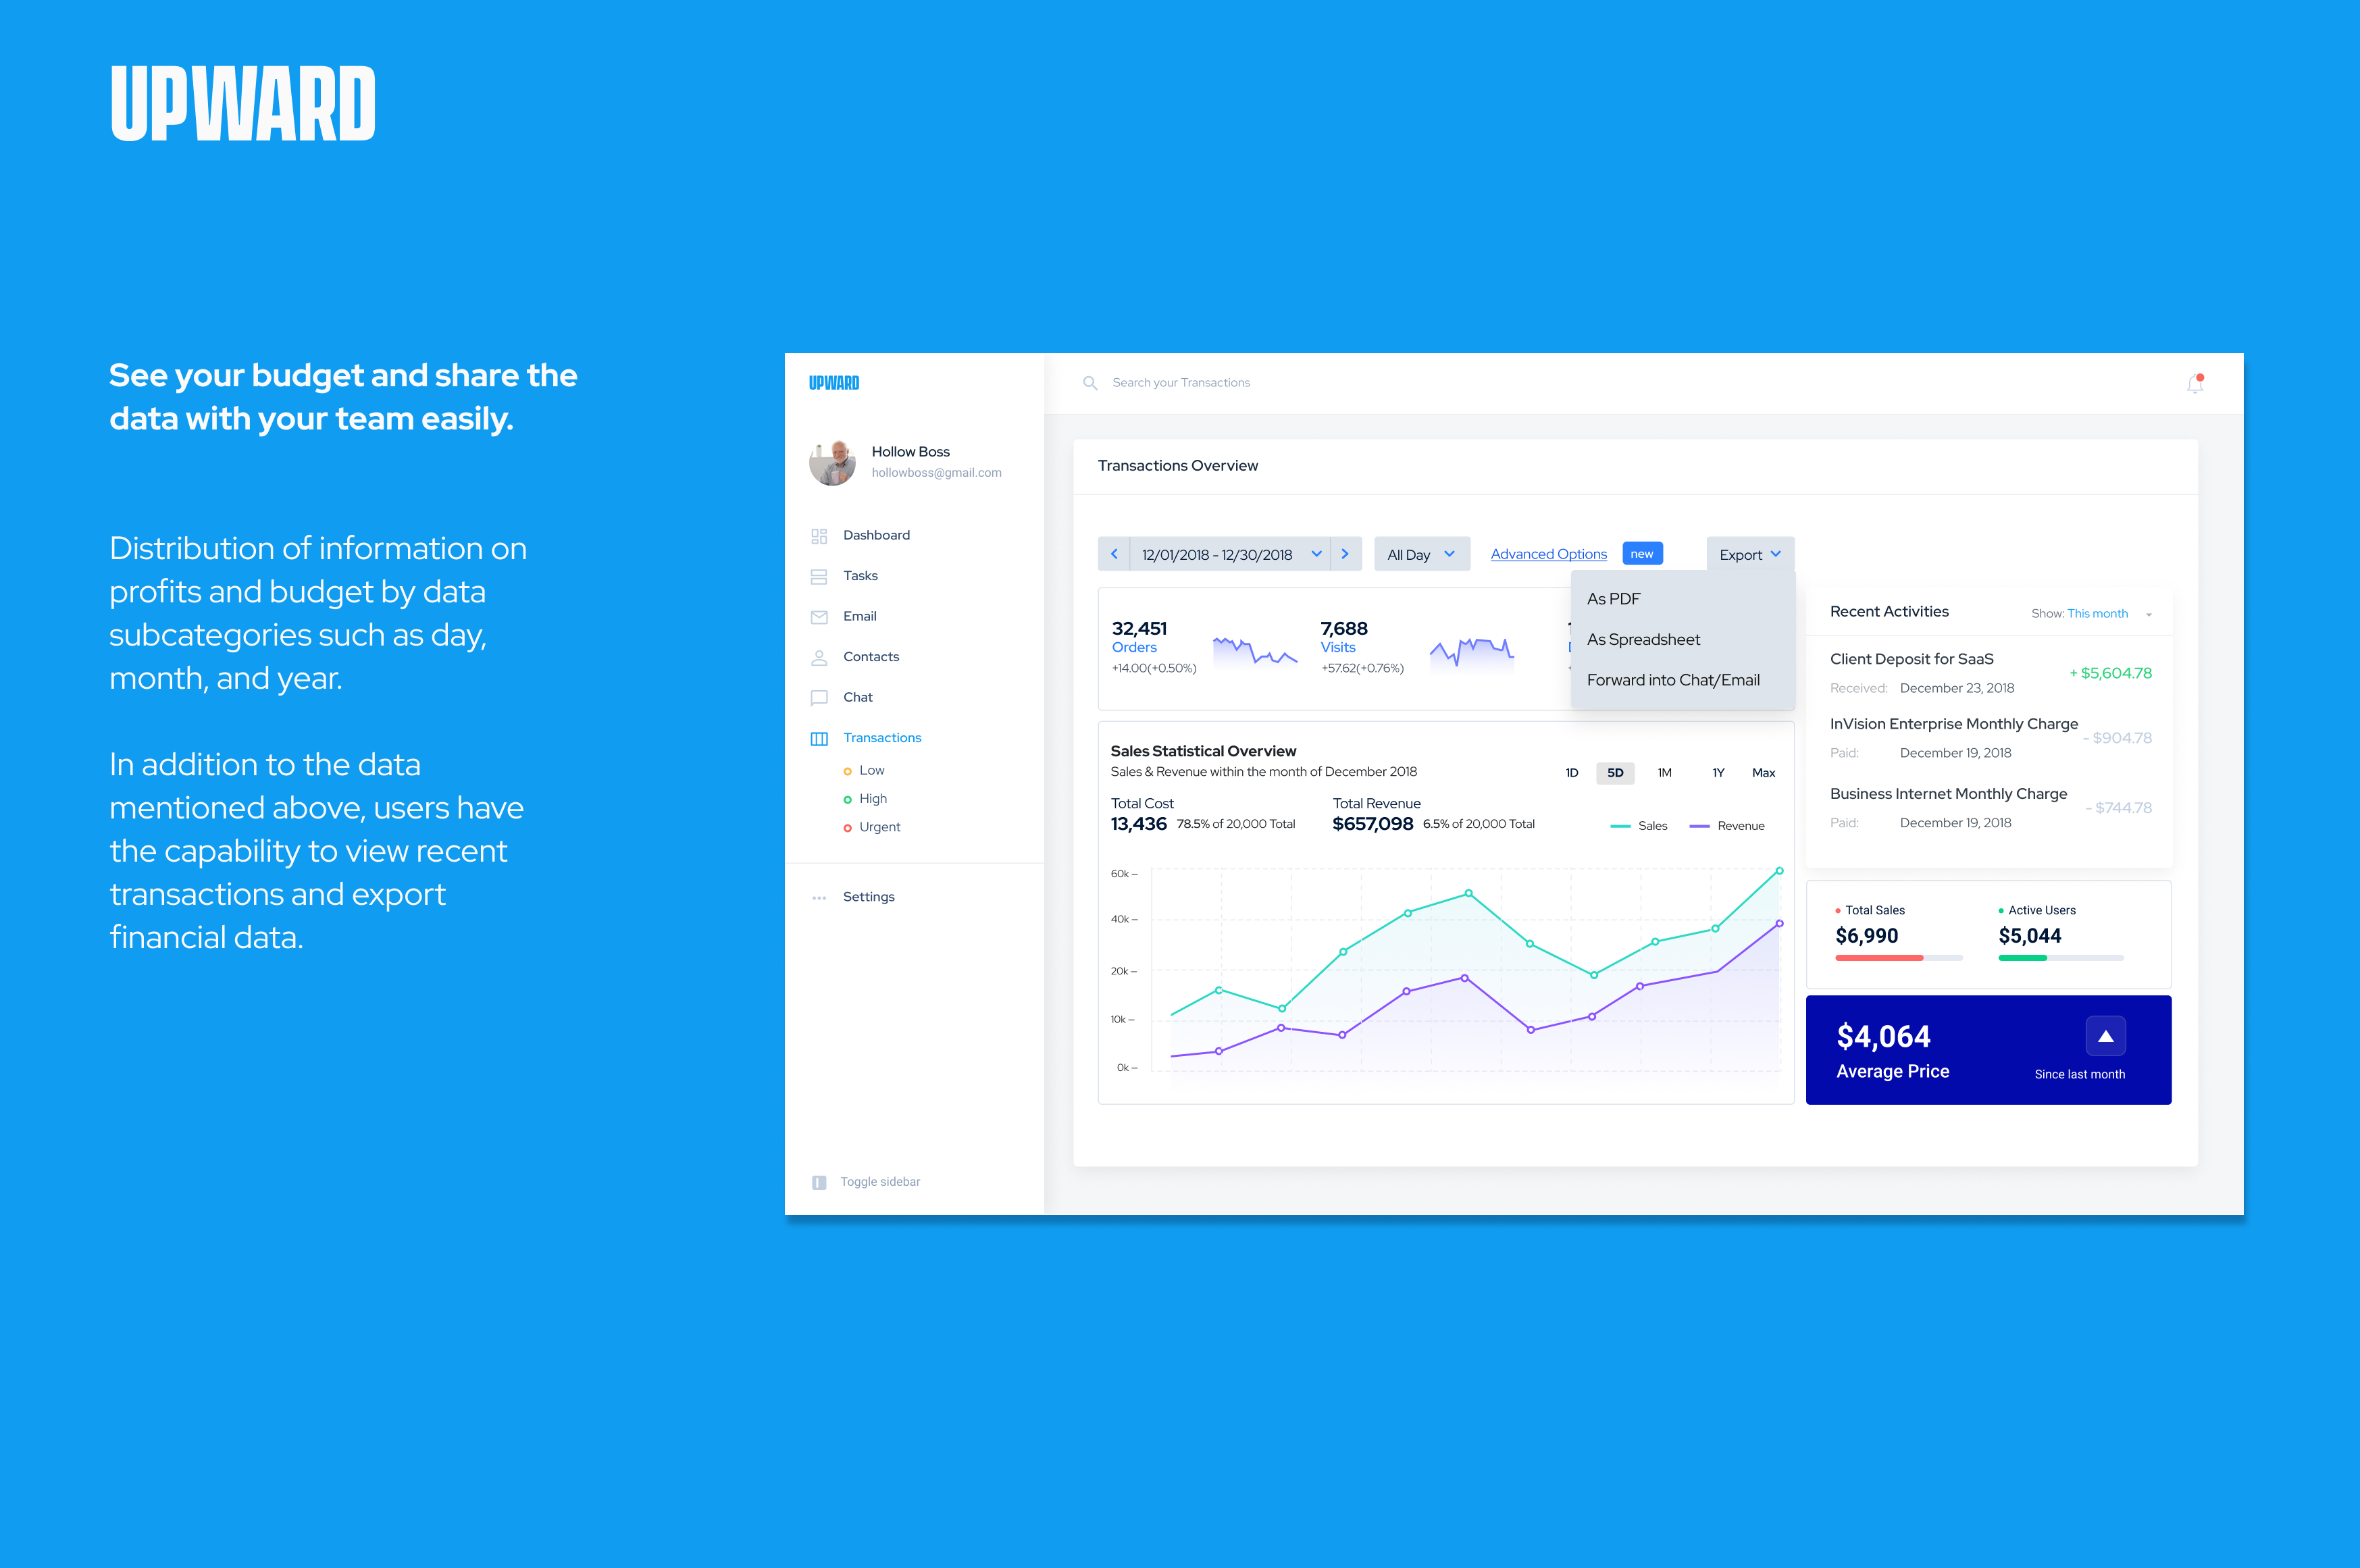 UPWARD
See your budget and share the
data with your team easily.
Distribution of information on
profits and budget by data
subcategories such as day,
month, and year.
In addition to the data
mentioned above, users have
the capability to view recent
transactions and export
financial data.
UPWARD
Hollow Boss
hollowboss@gmail.com
Dashboard
Tasks
Email
Contacts
Chat
Transactions
Low
High
Urgent
Settings
Toggle sidebar
Search your Transactions
Transactions Overview
12/01/2018 - 12/30/2018
All Day
Advanced Options
new
Export
As PDF
As Spreadsheet
Forward into Chat/Email
32,451
Orders
+14.00(+0.50%)
7,688
Visits
+57.62(+0.76%)
Sales Statistical Overview
Sales & Revenue within the month of December 2018
1D 5D 1M 1Y Max
Total Cost
13,436 78.5% of 20,000 Total
Total Revenue
$657,098 6.5% of 20,000 Total
Sales Revenue
60k
40k
20k
10k
0k
Recent Activities
Show: This month
Client Deposit for SaaS
+ $5,604.78
Received: December 23, 2018
InVision Enterprise Monthly Charge
- $904.78
Paid: December 19, 2018
Business Internet Monthly Charge
- $744.78
Paid: December 19, 2018
Total Sales
$6,990
Active Users
$5,044
$4,064
Average Price
Since last month